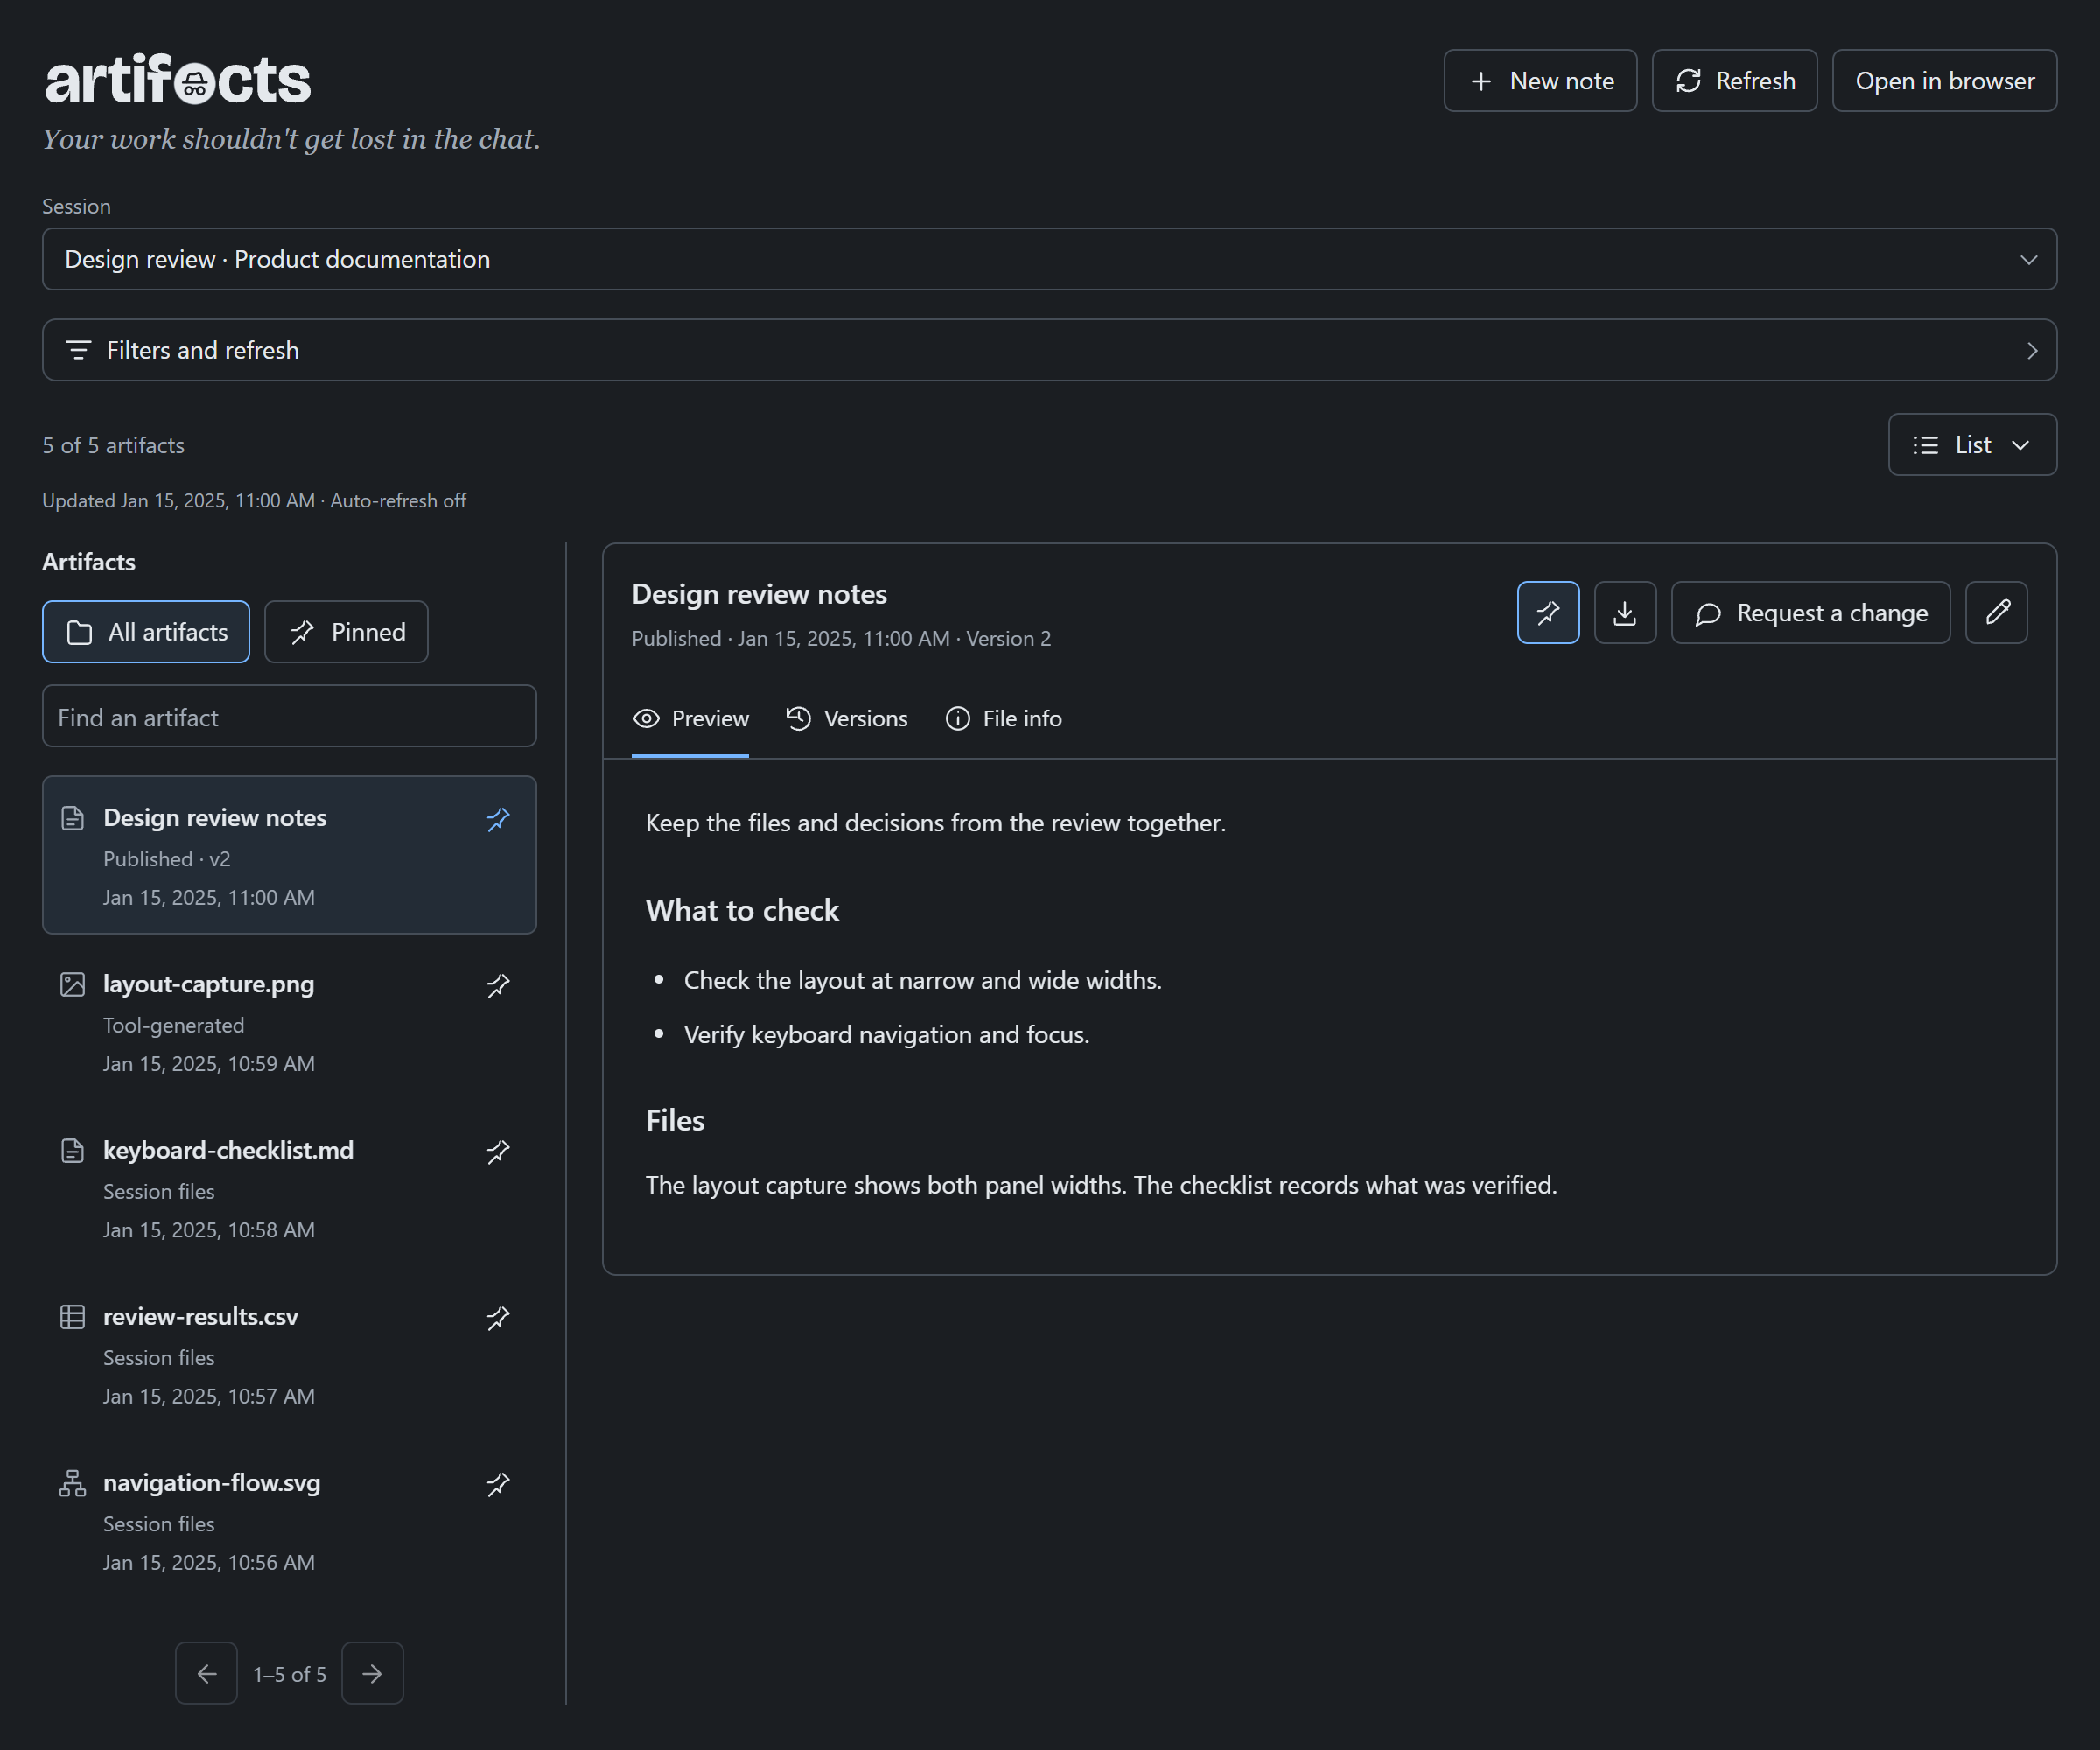 artifacts
Your work shouldn't get lost in the chat.
New note
Refresh
Open in browser
Session
Design review · Product documentation
Filters and refresh
5 of 5 artifacts
List
Updated Jan 15, 2025, 11:00 AM · Auto-refresh off
Artifacts
All artifacts
Pinned
Find an artifact
Design review notes
Published · v2
Jan 15, 2025, 11:00 AM
layout-capture.png
Tool-generated
Jan 15, 2025, 10:59 AM
keyboard-checklist.md
Session files
Jan 15, 2025, 10:58 AM
review-results.csv
Session files
Jan 15, 2025, 10:57 AM
navigation-flow.svg
Session files
Jan 15, 2025, 10:56 AM
1–5 of 5
Design review notes
Published · Jan 15, 2025, 11:00 AM · Version 2
Request a change
Preview
Versions
File info
Keep the files and decisions from the review together.
What to check
• Check the layout at narrow and wide widths.
• Verify keyboard navigation and focus.
Files
The layout capture shows both panel widths. The checklist records what was verified.